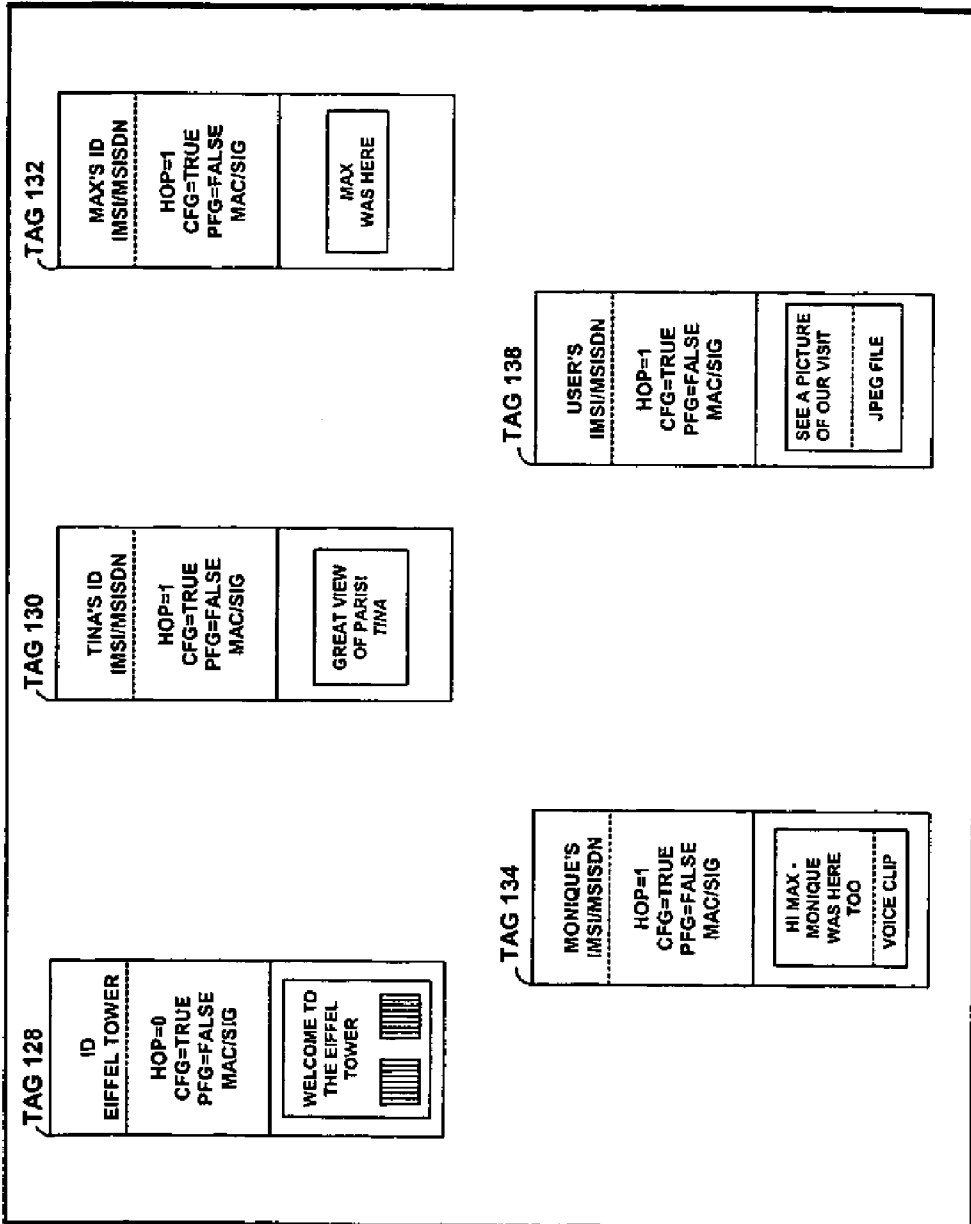 TAG 128
ID
EIFFEL TOWER
HOP=0
CFG=TRUE
PFG=FALSE
MAC/SIG
WELCOME TO
THE EIFFEL
TOWER
TAG 130
TINA'S ID
IMSI/MSISDN
HOP=1
CFG=TRUE
PFG=FALSE
MAC/SIG
GREAT VIEW
OF PARIS!
TINA
TAG 132
MAX'S ID
IMSI/MSISDN
HOP=1
CFG=TRUE
PFG=FALSE
MAC/SIG
MAX
WAS HERE
TAG 134
MONIQUE'S
IMSI/MSISDN
HOP=1
CFG=TRUE
PFG=FALSE
MAC/SIG
HI MAX -
MONIQUE
WAS HERE
TOO
VOICE CLIP
TAG 138
USER'S
IMSI/MSISDN
HOP=1
CFG=TRUE
PFG=FALSE
MAC/SIG
SEE A PICTURE
OF OUR VISIT
JPEG FILE